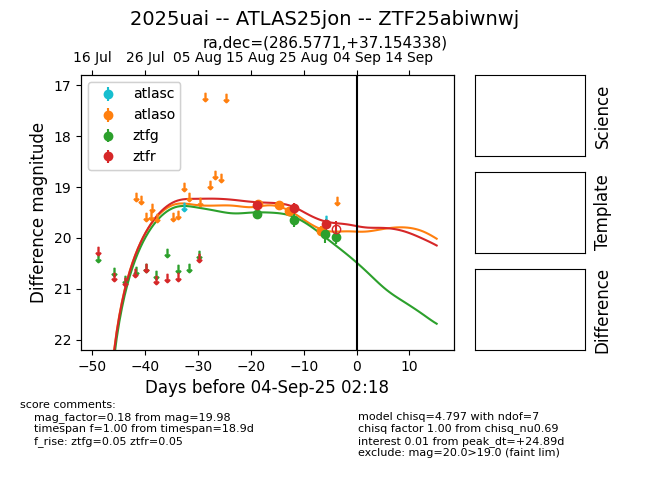 2025uai -- ATLAS25jon -- ZTF25abiwnwj
ra,dec=(286.5771,+37.154338)
16 Jul 26 Jul 05 Aug 15 Aug 25 Aug 04 Sep 14 Sep
atlasc
atlaso
ztfg
ztfr
17
18
19
20
21
22
Difference magnitude
−50 −40 −30 −20 −10 0 10
Days before 04-Sep-25 02:18
Science
Template
Difference
score comments:
mag_factor=0.18 from mag=19.98
timespan f=1.00 from timespan=18.9d
f_rise: ztfg=0.05 ztfr=0.05
model chisq=4.797 with ndof=7
chisq factor 1.00 from chisq_nu0.69
interest 0.01 from peak_dt=+24.89d
exclude: mag=20.0>19.0 (faint lim)